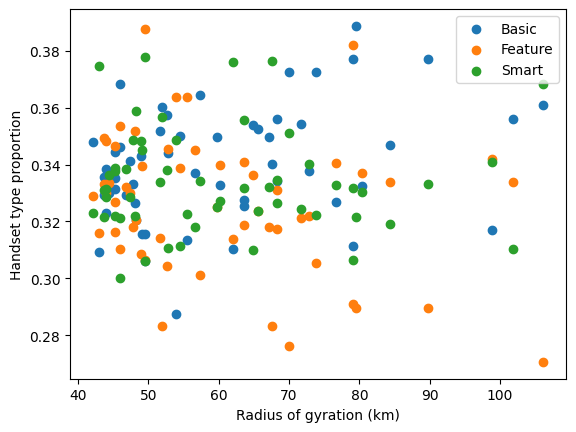 Basic
Feature
Smart
0.38
0.36
0.34
0.32
0.30
0.28
Handset type proportion
40 50 60 70 80 90 100
Radius of gyration (km)